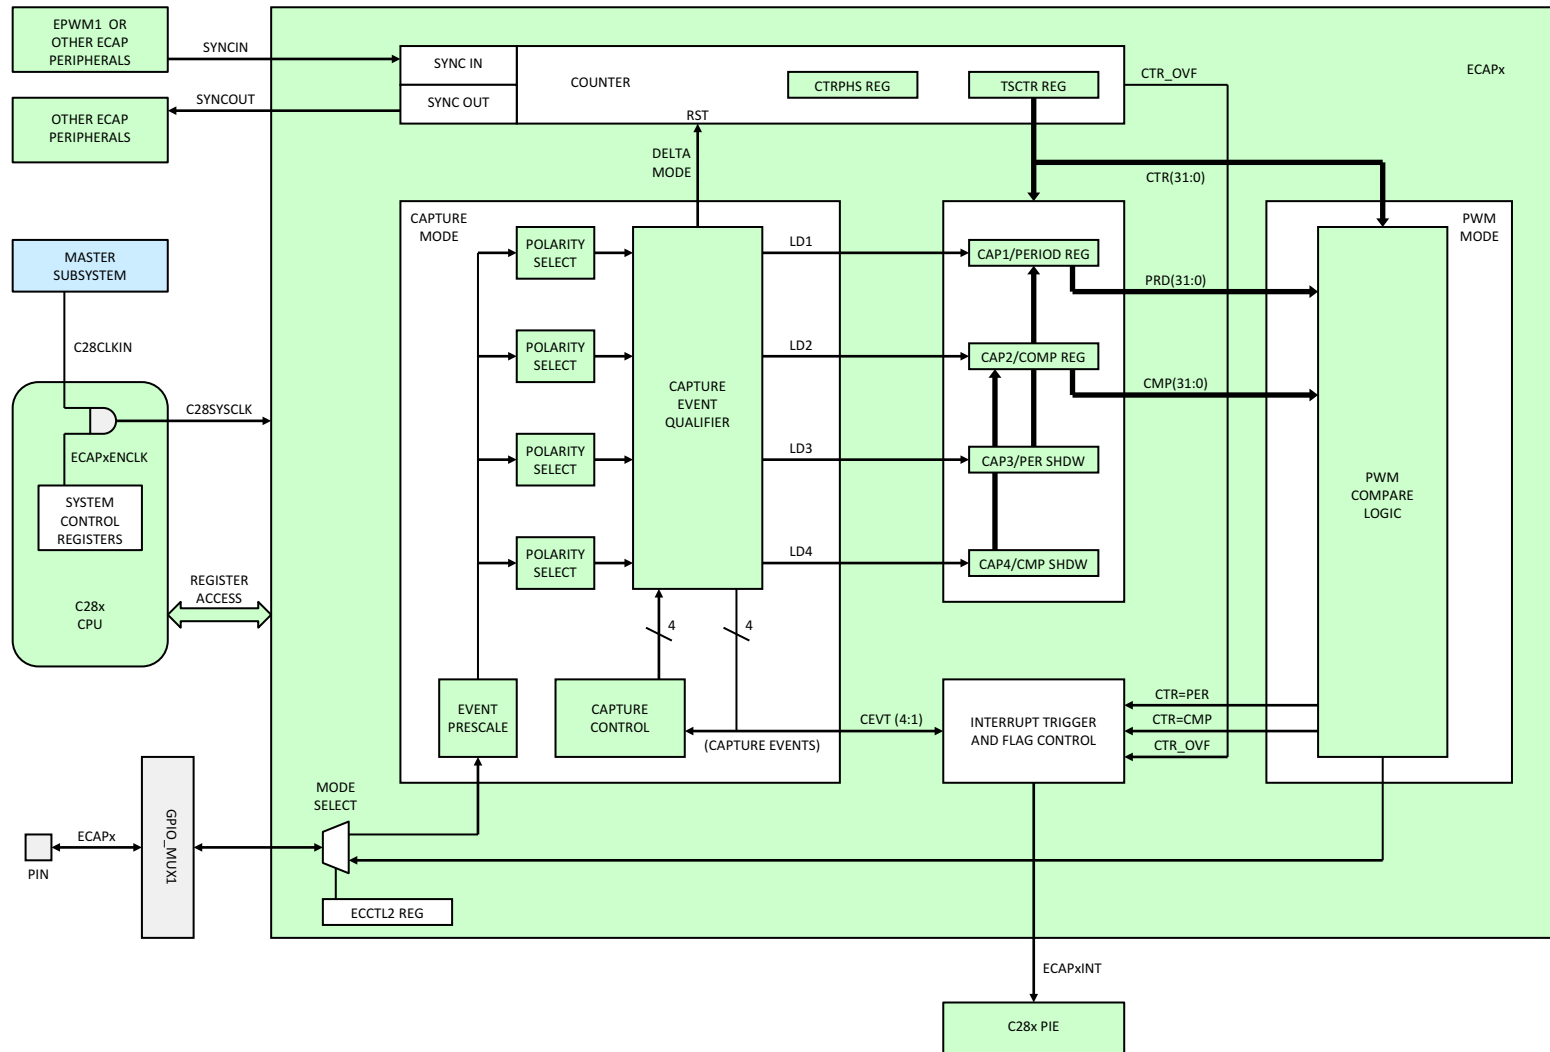 EPWM1 OR
OTHER ECAP
PERIPHERALS
SYNCIN
SYNC IN
COUNTER
CTRPHS REG
TSCTR REG
CTR_OVF
ECAPx
OTHER ECAP
PERIPHERALS
SYNCOUT
SYNC OUT
RST
DELTA
MODE
CTR(31:0)
CAPTURE
MODE
PWM
MODE
MASTER
SUBSYSTEM
POLARITY
SELECT
LD1
CAP1/PERIOD REG
PRD(31:0)
C28CLKIN
POLARITY
SELECT
LD2
CAP2/COMP REG
CMP(31:0)
CAPTURE
EVENT
QUALIFIER
C28SYSCLK
ECAPxENCLK
POLARITY
SELECT
LD3
CAP3/PER SHDW
PWM
COMPARE
LOGIC
SYSTEM
CONTROL
REGISTERS
POLARITY
SELECT
LD4
CAP4/CMP SHDW
REGISTER
ACCESS
C28x
CPU
4
4
EVENT
PRESCALE
CAPTURE
CONTROL
CEVT (4:1)
(CAPTURE EVENTS)
INTERRUPT TRIGGER
AND FLAG CONTROL
CTR=PER
CTR=CMP
CTR_OVF
MODE
SELECT
ECAPx
PIN
GPIO_MUX1
ECCTL2 REG
ECAPxINT
C28x PIE